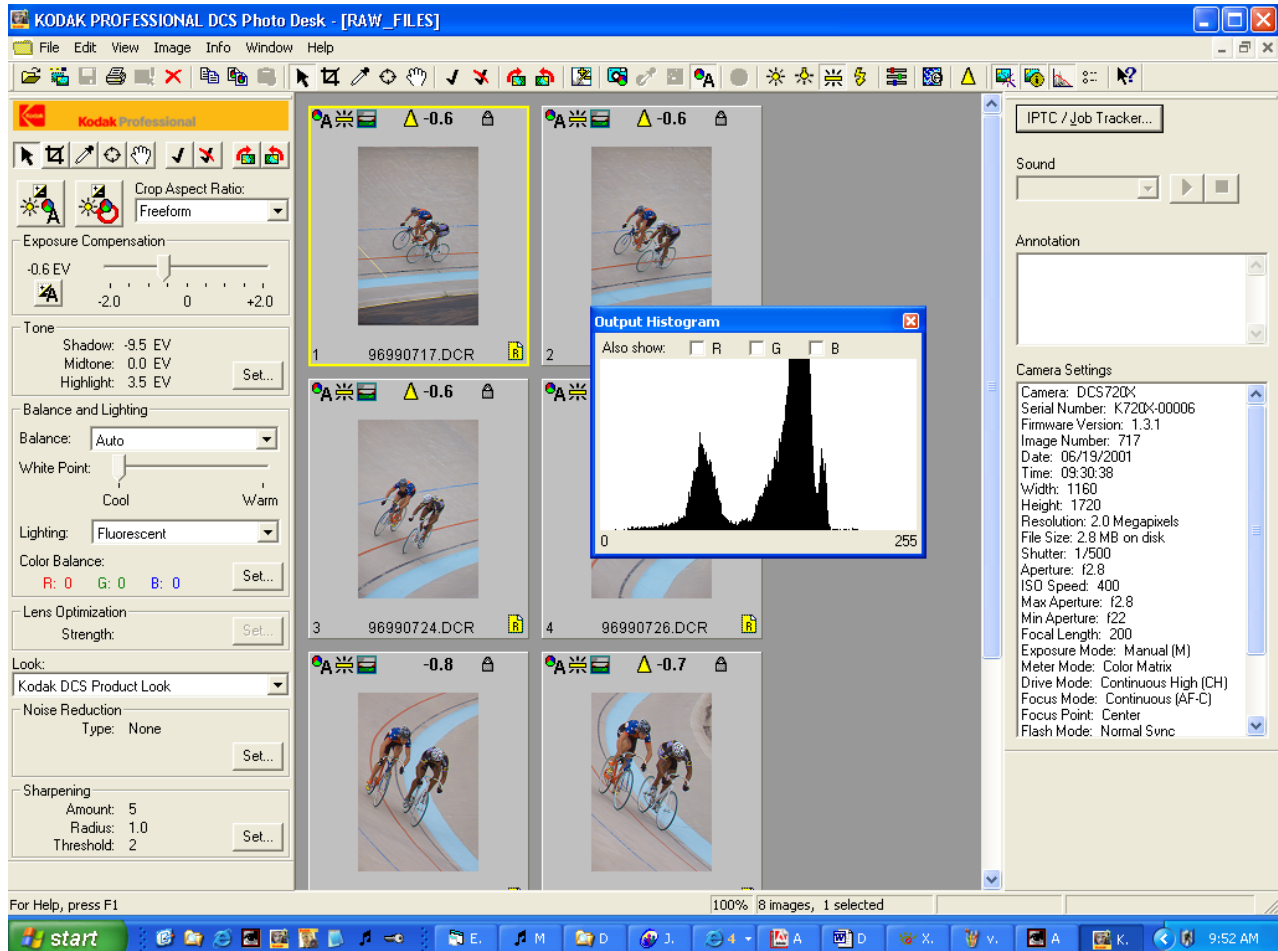 KODAK PROFESSIONAL DCS Photo Desk - [RAW_FILES]
File Edit View Image Info Window Help
Kodak Professional
Crop Aspect Ratio:
Freeform
Exposure Compensation
-0.6 EV
-2.0 0 +2.0
Tone
Shadow: -9.5 EV
Midtone: 0.0 EV
Highlight: 3.5 EV
Set...
Balance and Lighting
Balance: Auto
White Point:
Cool Warm
Lighting: Fluorescent
Color Balance:
R: 0 G: 0 B: 0
Set...
Lens Optimization
Strength:
Set...
Look:
Kodak DCS Product Look
Noise Reduction
Type: None
Set...
Sharpening
Amount: 5
Radius: 1.0
Threshold: 2
Set...
A -0.6
1 96990717.DCR R
A -0.6
2
A -0.6
3 96990724.DCR R
A
4 96990726.DCR R
A -0.8
A -0.7
Output Histogram
Also show: R G B
0 255
IPTC / Job Tracker...
Sound
Annotation
Camera Settings
Camera: DCS720X
Serial Number: K720X-00006
Firmware Version: 1.3.1
Image Number: 717
Date: 06/19/2001
Time: 09:30:38
Width: 1160
Height: 1720
Resolution: 2.0 Megapixels
File Size: 2.8 MB on disk
Shutter: 1/500
Aperture: f2.8
ISO Speed: 400
Max Aperture: f2.8
Min Aperture: f22
Focal Length: 200
Exposure Mode: Manual (M)
Meter Mode: Color Matrix
Drive Mode: Continuous High (CH)
Focus Mode: Continuous (AF-C)
Focus Point: Center
Flash Mode: Normal Sync
For Help, press F1
100% 8 images, 1 selected
start E. M D J. 4 A D X. v. A K. 9:52 AM